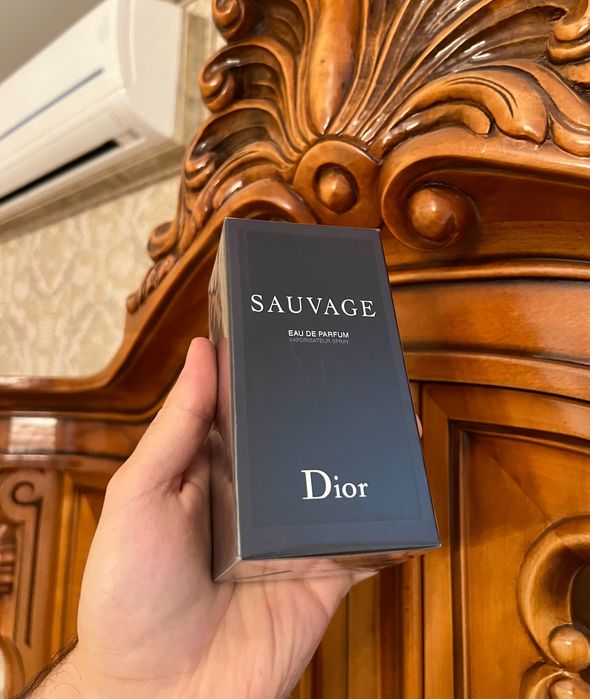 SAUVAGE
EAU DE PARFUM
VAPORISATEUR SPRAY
Dior